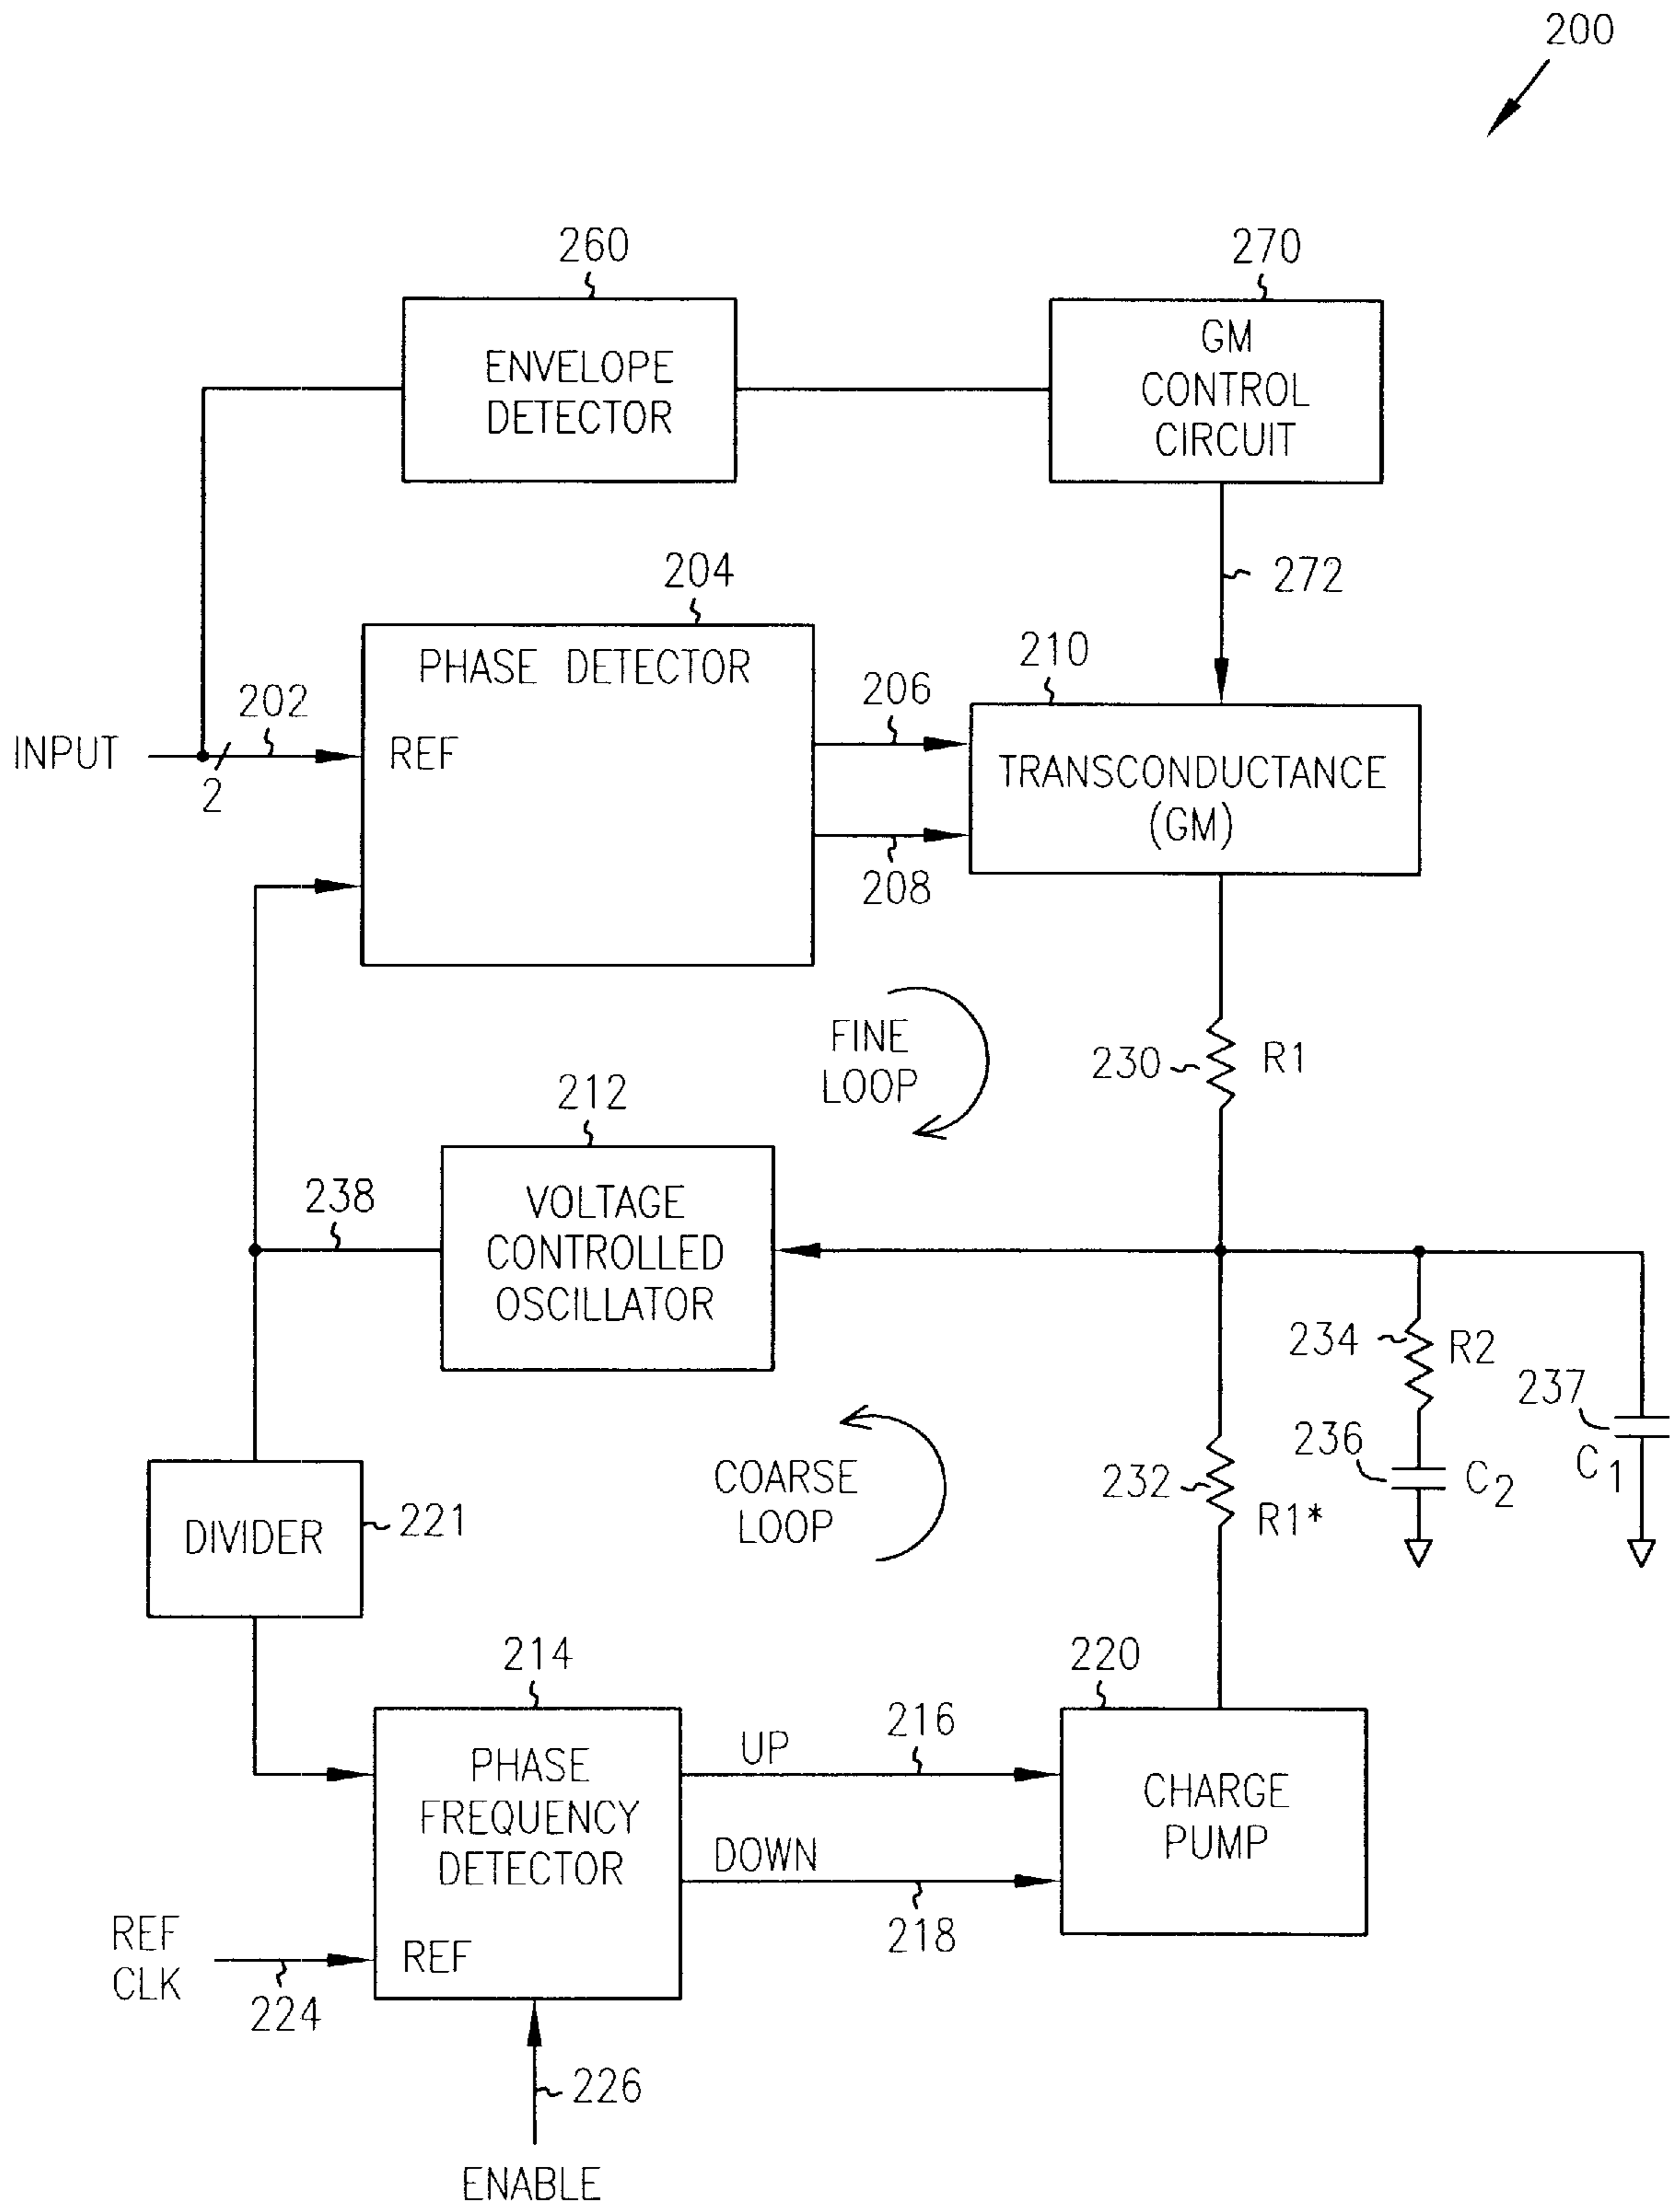 200
260
270
ENVELOPE
DETECTOR
GM
CONTROL
CIRCUIT
272
204
PHASE DETECTOR
210
202
206
INPUT
REF
2
208
TRANSCONDUCTANCE
(GM)
FINE
LOOP
230
R1
212
238
VOLTAGE
CONTROLLED
OSCILLATOR
234
R2
237
C1
236
C2
COARSE
LOOP
232
R1*
DIVIDER
221
214
220
216
UP
PHASE
FREQUENCY
DETECTOR
CHARGE
PUMP
DOWN
218
REF
CLK
REF
224
226
ENABLE